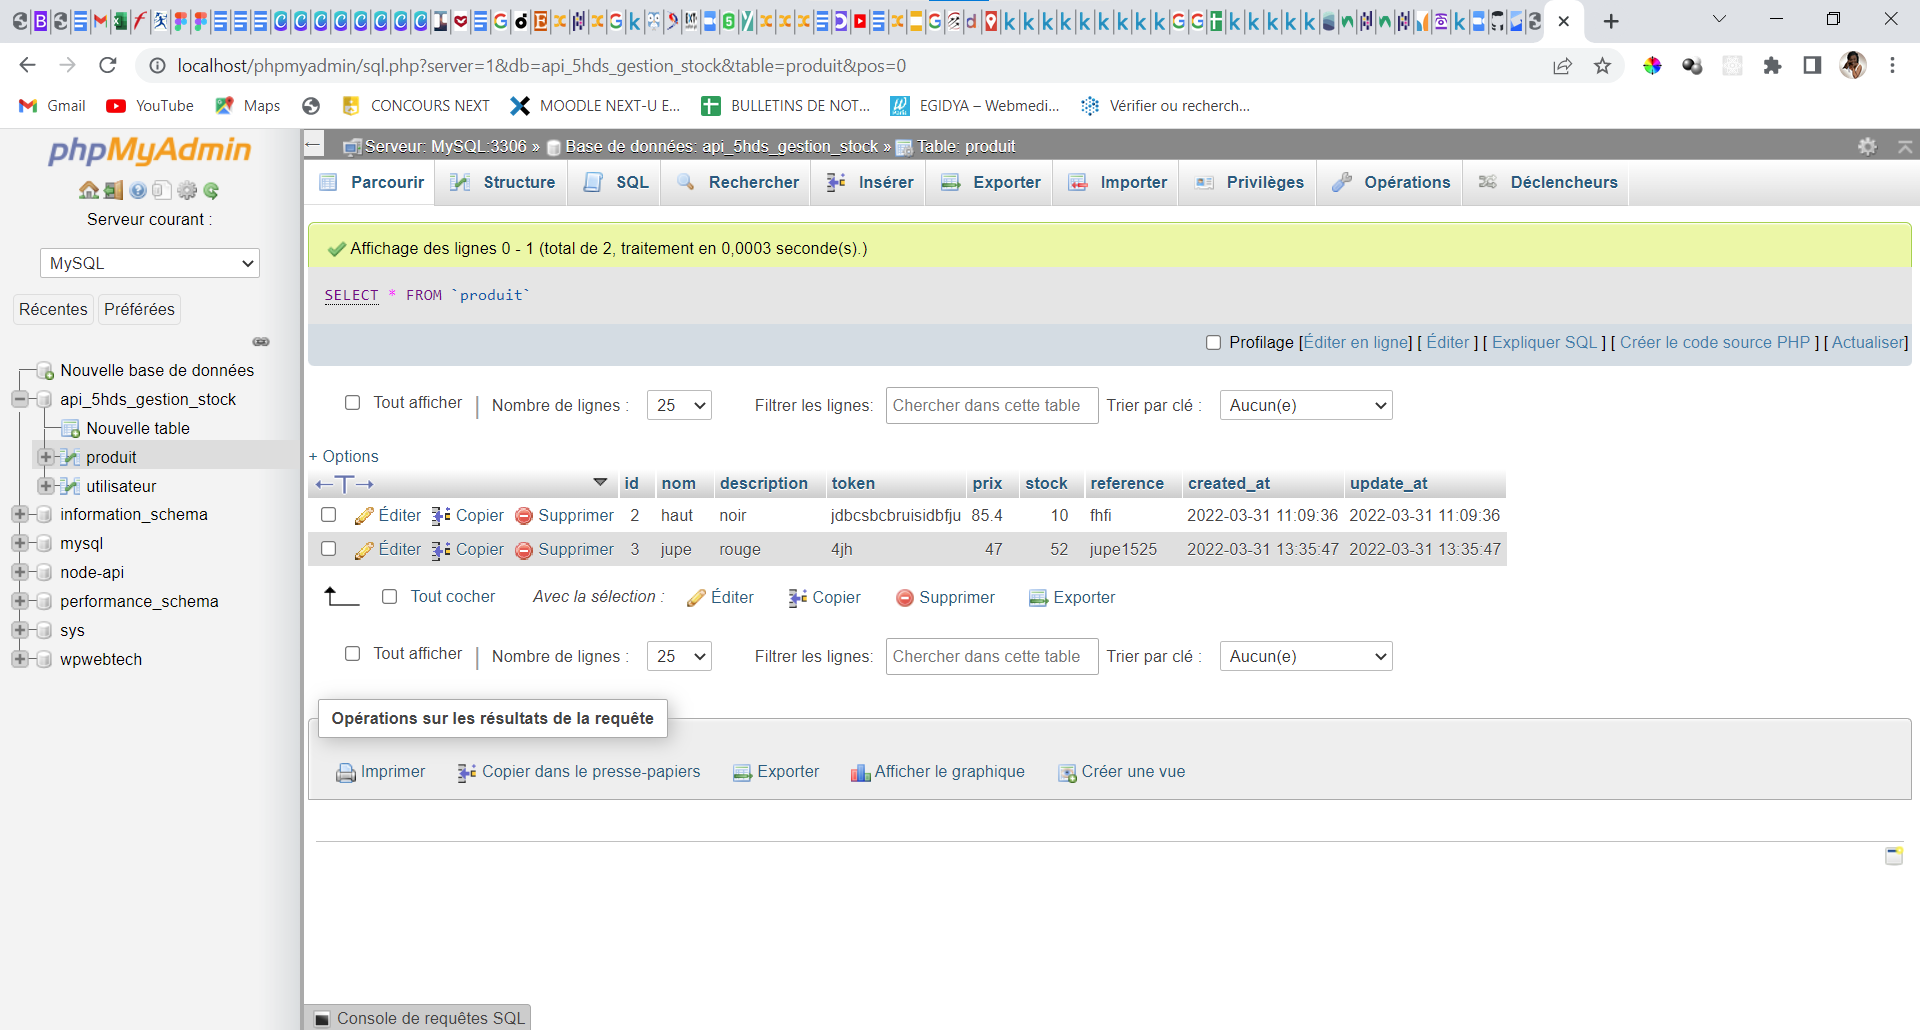 localhost/phpmyadmin/sql.php?server=1&db=api_5hds_gestion_stock&table=produit&pos=0
Gmail YouTube Maps CONCOURS NEXT MOODLE NEXT-U E... BULLETINS DE NOT... EGIDYA – Webmedi... Vérifier ou recherch...
phpMyAdmin
Serveur courant :
MySQL
Récentes Préférées
Nouvelle base de données
api_5hds_gestion_stock
Nouvelle table
produit
utilisateur
information_schema
mysql
node-api
performance_schema
sys
wpwebtech
Serveur: MySQL:3306 » Base de données: api_5hds_gestion_stock » Table: produit
Parcourir Structure SQL Rechercher Insérer Exporter Importer Privilèges Opérations Déclencheurs
Affichage des lignes 0 - 1 (total de 2, traitement en 0,0003 seconde(s).)
SELECT * FROM `produit`
Profilage [Éditer en ligne] [ Éditer ] [ Expliquer SQL ] [ Créer le code source PHP ] [ Actualiser]
Tout afficher | Nombre de lignes : 25 Filtrer les lignes: Chercher dans cette table Trier par clé : Aucun(e)
+ Options
←T→ id nom description token prix stock reference created_at update_at
Éditer Copier Supprimer 2 haut noir jdbcsbcbruisidbfju 85.4 10 fhfi 2022-03-31 11:09:36 2022-03-31 11:09:36
Éditer Copier Supprimer 3 jupe rouge 4jh 47 52 jupe1525 2022-03-31 13:35:47 2022-03-31 13:35:47
Tout cocher Avec la sélection : Éditer Copier Supprimer Exporter
Tout afficher | Nombre de lignes : 25 Filtrer les lignes: Chercher dans cette table Trier par clé : Aucun(e)
Opérations sur les résultats de la requête
Imprimer Copier dans le presse-papiers Exporter Afficher le graphique Créer une vue
Console de requêtes SQL